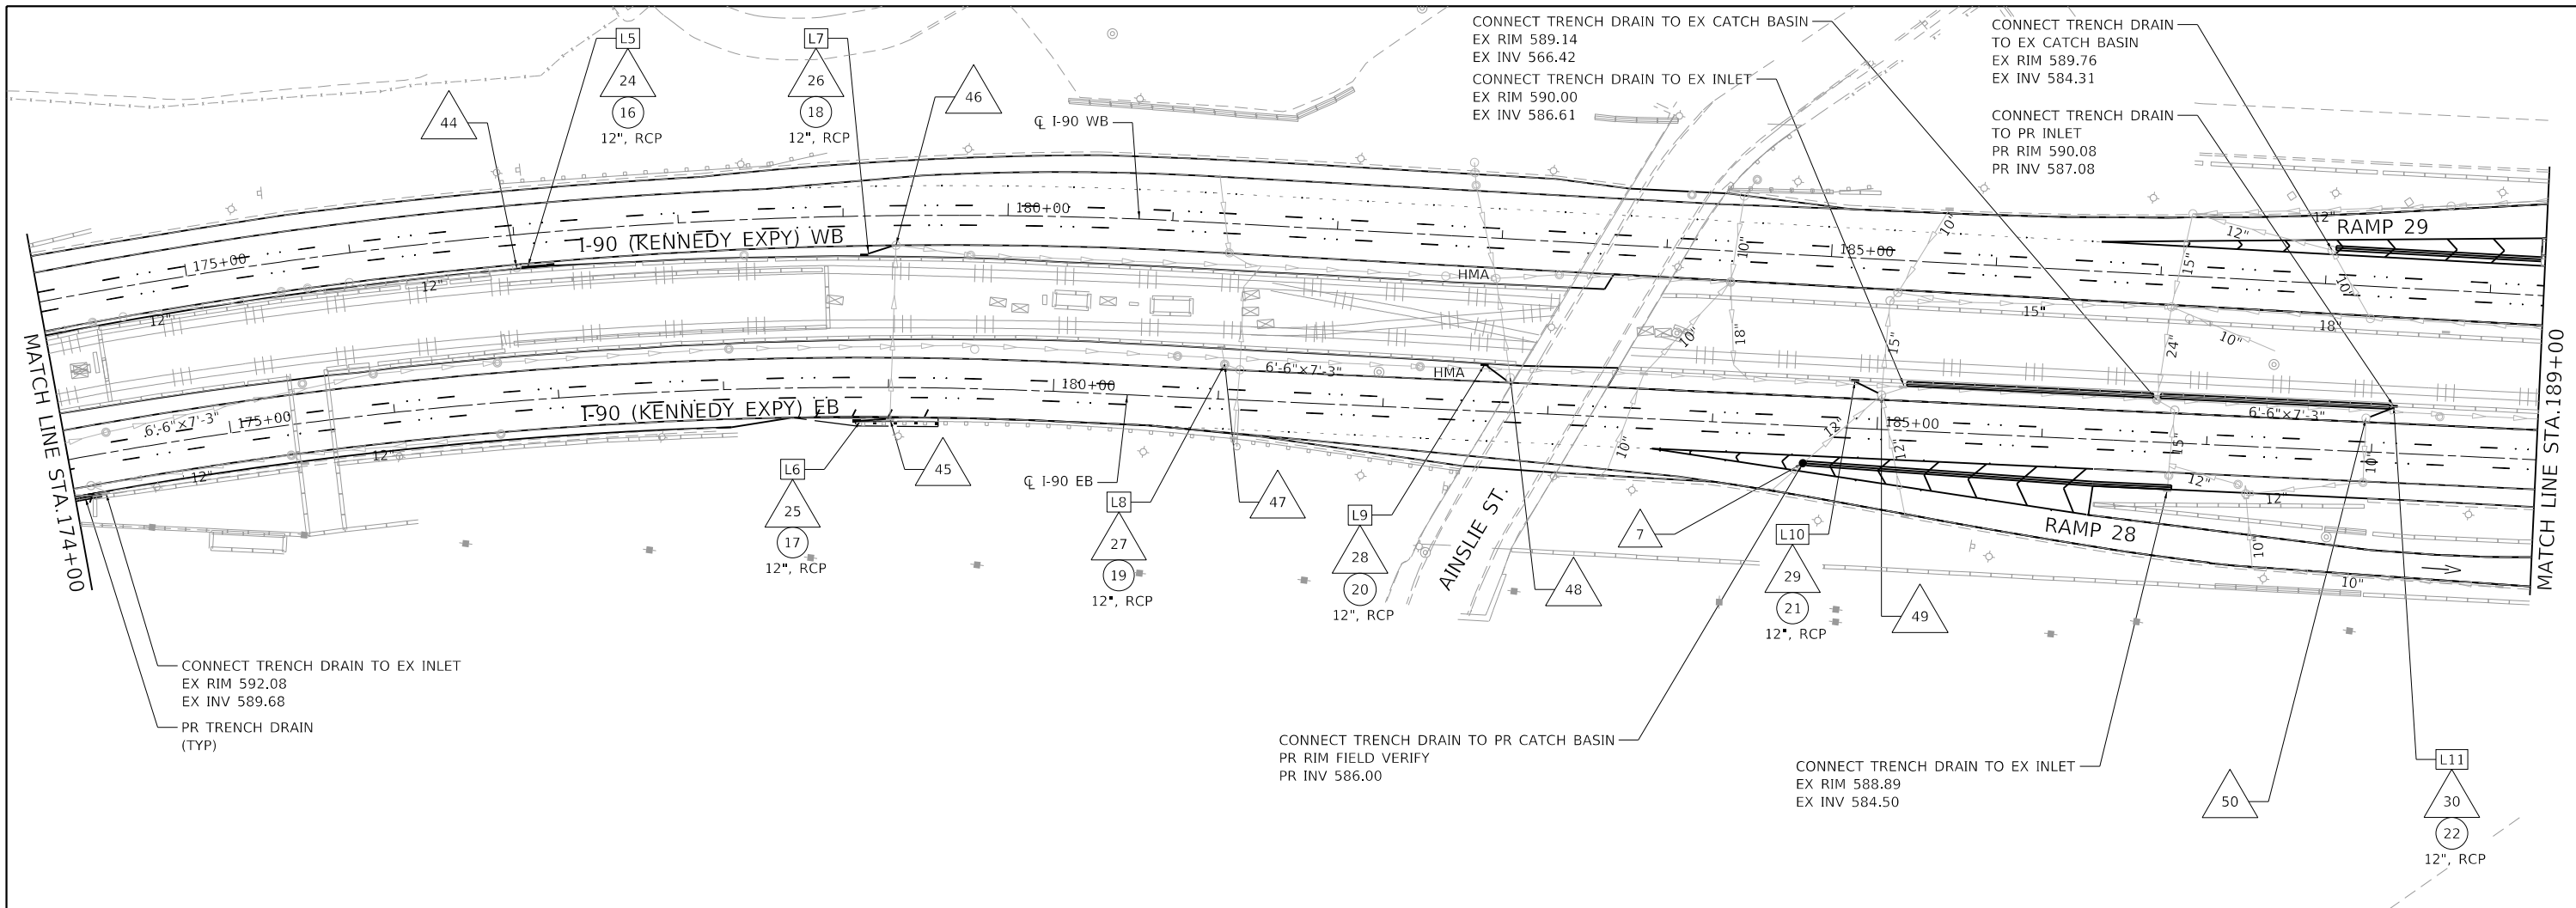 CONNECT TRENCH DRAIN TO EX CATCH BASIN
EX RIM 589.14
EX INV 566.42
CONNECT TRENCH DRAIN TO EX INLET
EX RIM 590.00
EX INV 586.61
CONNECT TRENCH DRAIN
TO EX CATCH BASIN
EX RIM 589.76
EX INV 584.31
CONNECT TRENCH DRAIN
TO PR INLET
PR RIM 590.08
PR INV 587.08
L5
24
16
12", RCP
L7
26
18
12", RCP
44
46
℄ I-90 WB
180+00
I-90 (KENNEDY EXPY) WB
175+00
12"
12"
HMA
185+00
10"
10"
12"
12"
RAMP 29
15"
10"
15"
18"
10"
18"
10"
15"
24"
MATCH LINE STA.174+00
MATCH LINE STA.189+00
6'-6"×7'-3"
175+00
I-90 (KENNEDY EXPY) EB
180+00
6'-6"×7'-3"
HMA
185+00
6'-6"×7'-3"
12"
12"
12"
12"
10"
15"
10"
12"
12"
10"
10"
RAMP 28
AINSLIE ST.
℄ I-90 EB
L6
25
17
12", RCP
45
L8
27
19
12", RCP
47
L9
28
20
12", RCP
48
7
L10
29
21
12", RCP
49
CONNECT TRENCH DRAIN TO EX INLET
EX RIM 592.08
EX INV 589.68
PR TRENCH DRAIN
(TYP)
CONNECT TRENCH DRAIN TO PR CATCH BASIN
PR RIM FIELD VERIFY
PR INV 586.00
CONNECT TRENCH DRAIN TO EX INLET
EX RIM 588.89
EX INV 584.50
50
L11
30
22
12", RCP